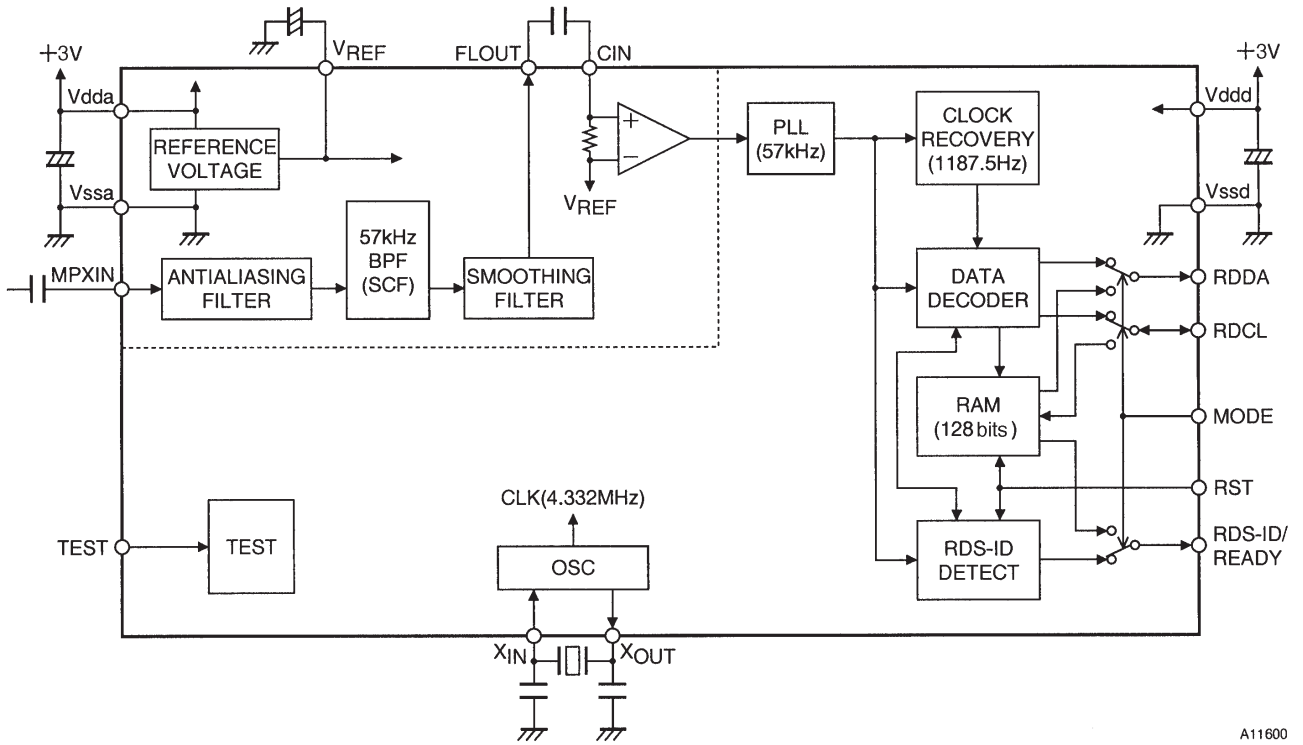 +3V
Vdda
Vssa
VREF
FLOUT
CIN
+3V
Vddd
Vssd
REFERENCE
VOLTAGE
+
−
VREF
PLL
(57kHz)
CLOCK
RECOVERY
(1187.5Hz)
MPXIN
ANTIALIASING
FILTER
57kHz
BPF
(SCF)
SMOOTHING
FILTER
DATA
DECODER
RDDA
RDCL
RAM
(128 bits)
MODE
RST
RDS-ID
DETECT
RDS-ID/
READY
TEST
TEST
CLK(4.332MHz)
OSC
XIN
XOUT
A11600